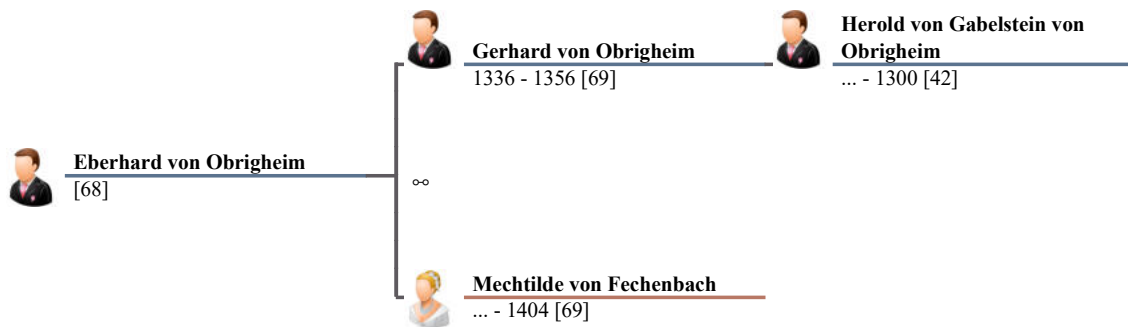 Herold von Gabelstein von
Obrigheim
... - 1300 [42]
Gerhard von Obrigheim
1336 - 1356 [69]
Eberhard von Obrigheim
[68]
Mechtilde von Fechenbach
... - 1404 [69]